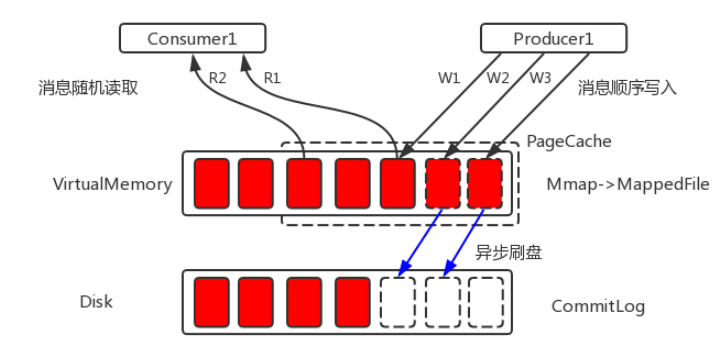 Consumer1
Producer1
R2
R1
W1
W2
W3
消息随机读取
消息顺序写入
PageCache
VirtualMemory
Mmap->MappedFile
异步刷盘
Disk
CommitLog